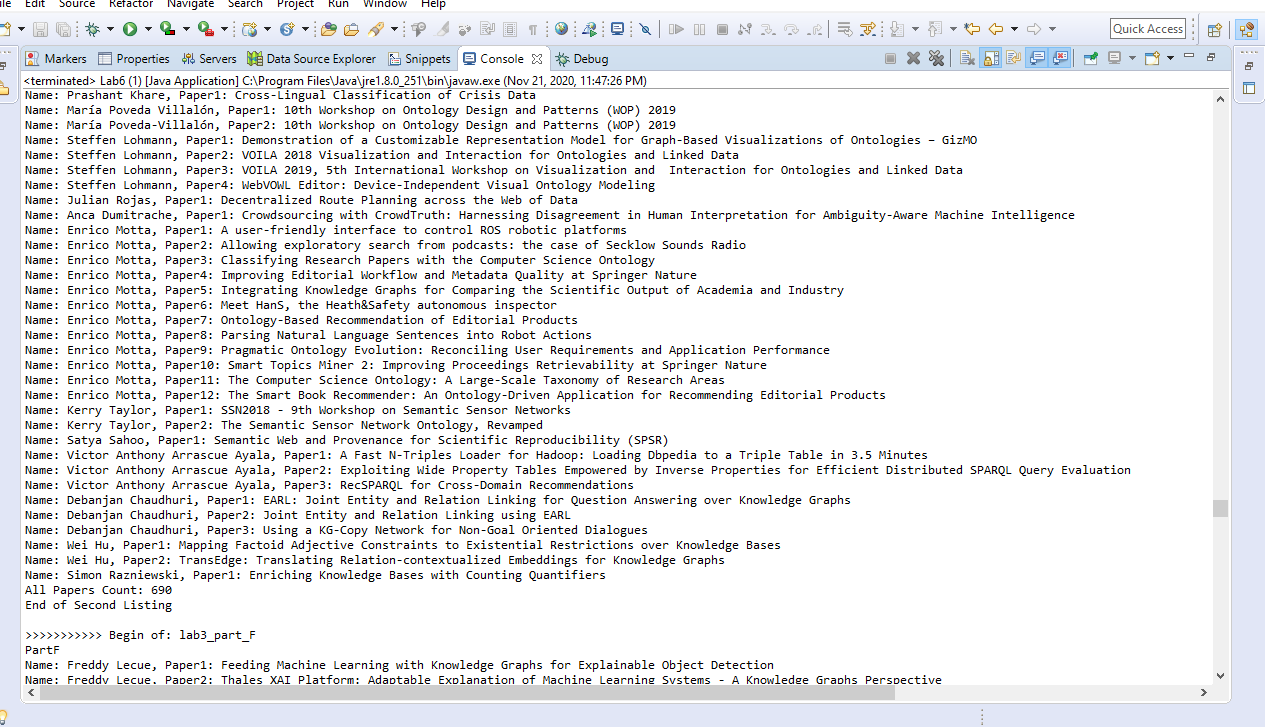 Edit Source Refactor Navigate Search Project Run Window Help
Quick Access
Markers Properties Servers Data Source Explorer Snippets Console Debug
<terminated> Lab6 (1) [Java Application] C:\Program Files\Java\jre1.8.0_251\bin\javaw.exe (Nov 21, 2020, 11:47:26 PM)
Name: Prashant Khare, Paper1: Cross-Lingual Classification of Crisis Data
Name: María Poveda Villalón, Paper1: 10th Workshop on Ontology Design and Patterns (WOP) 2019
Name: María Poveda-Villalón, Paper2: 10th Workshop on Ontology Design and Patterns (WOP) 2019
Name: Steffen Lohmann, Paper1: Demonstration of a Customizable Representation Model for Graph-Based Visualizations of Ontologies – GizMO
Name: Steffen Lohmann, Paper2: VOILA 2018 Visualization and Interaction for Ontologies and Linked Data
Name: Steffen Lohmann, Paper3: VOILA 2019, 5th International Workshop on Visualization and  Interaction for Ontologies and Linked Data
Name: Steffen Lohmann, Paper4: WebVOWL Editor: Device-Independent Visual Ontology Modeling
Name: Julian Rojas, Paper1: Decentralized Route Planning across the Web of Data
Name: Anca Dumitrache, Paper1: Crowdsourcing with CrowdTruth: Harnessing Disagreement in Human Interpretation for Ambiguity-Aware Machine Intelligence
Name: Enrico Motta, Paper1: A user-friendly interface to control ROS robotic platforms
Name: Enrico Motta, Paper2: Allowing exploratory search from podcasts: the case of Secklow Sounds Radio
Name: Enrico Motta, Paper3: Classifying Research Papers with the Computer Science Ontology
Name: Enrico Motta, Paper4: Improving Editorial Workflow and Metadata Quality at Springer Nature
Name: Enrico Motta, Paper5: Integrating Knowledge Graphs for Comparing the Scientific Output of Academia and Industry
Name: Enrico Motta, Paper6: Meet HanS, the Heath&Safety autonomous inspector
Name: Enrico Motta, Paper7: Ontology-Based Recommendation of Editorial Products
Name: Enrico Motta, Paper8: Parsing Natural Language Sentences into Robot Actions
Name: Enrico Motta, Paper9: Pragmatic Ontology Evolution: Reconciling User Requirements and Application Performance
Name: Enrico Motta, Paper10: Smart Topics Miner 2: Improving Proceedings Retrievability at Springer Nature
Name: Enrico Motta, Paper11: The Computer Science Ontology: A Large-Scale Taxonomy of Research Areas
Name: Enrico Motta, Paper12: The Smart Book Recommender: An Ontology-Driven Application for Recommending Editorial Products
Name: Kerry Taylor, Paper1: SSN2018 - 9th Workshop on Semantic Sensor Networks
Name: Kerry Taylor, Paper2: The Semantic Sensor Network Ontology, Revamped
Name: Satya Sahoo, Paper1: Semantic Web and Provenance for Scientific Reproducibility (SPSR)
Name: Victor Anthony Arrascue Ayala, Paper1: A Fast N-Triples Loader for Hadoop: Loading Dbpedia to a Triple Table in 3.5 Minutes
Name: Victor Anthony Arrascue Ayala, Paper2: Exploiting Wide Property Tables Empowered by Inverse Properties for Efficient Distributed SPARQL Query Evaluation
Name: Victor Anthony Arrascue Ayala, Paper3: RecSPARQL for Cross-Domain Recommendations
Name: Debanjan Chaudhuri, Paper1: EARL: Joint Entity and Relation Linking for Question Answering over Knowledge Graphs
Name: Debanjan Chaudhuri, Paper2: Joint Entity and Relation Linking using EARL
Name: Debanjan Chaudhuri, Paper3: Using a KG-Copy Network for Non-Goal Oriented Dialogues
Name: Wei Hu, Paper1: Mapping Factoid Adjective Constraints to Existential Restrictions over Knowledge Bases
Name: Wei Hu, Paper2: TransEdge: Translating Relation-contextualized Embeddings for Knowledge Graphs
Name: Simon Razniewski, Paper1: Enriching Knowledge Bases with Counting Quantifiers
All Papers Count: 690
End of Second Listing
>>>>>>>>>>> Begin of: lab3_part_F
PartF
Name: Freddy Lecue, Paper1: Feeding Machine Learning with Knowledge Graphs for Explainable Object Detection
Name: Freddy Lecue, Paper2: Thales XAI Platform: Adaptable Explanation of Machine Learning Systems - A Knowledge Graphs Perspective